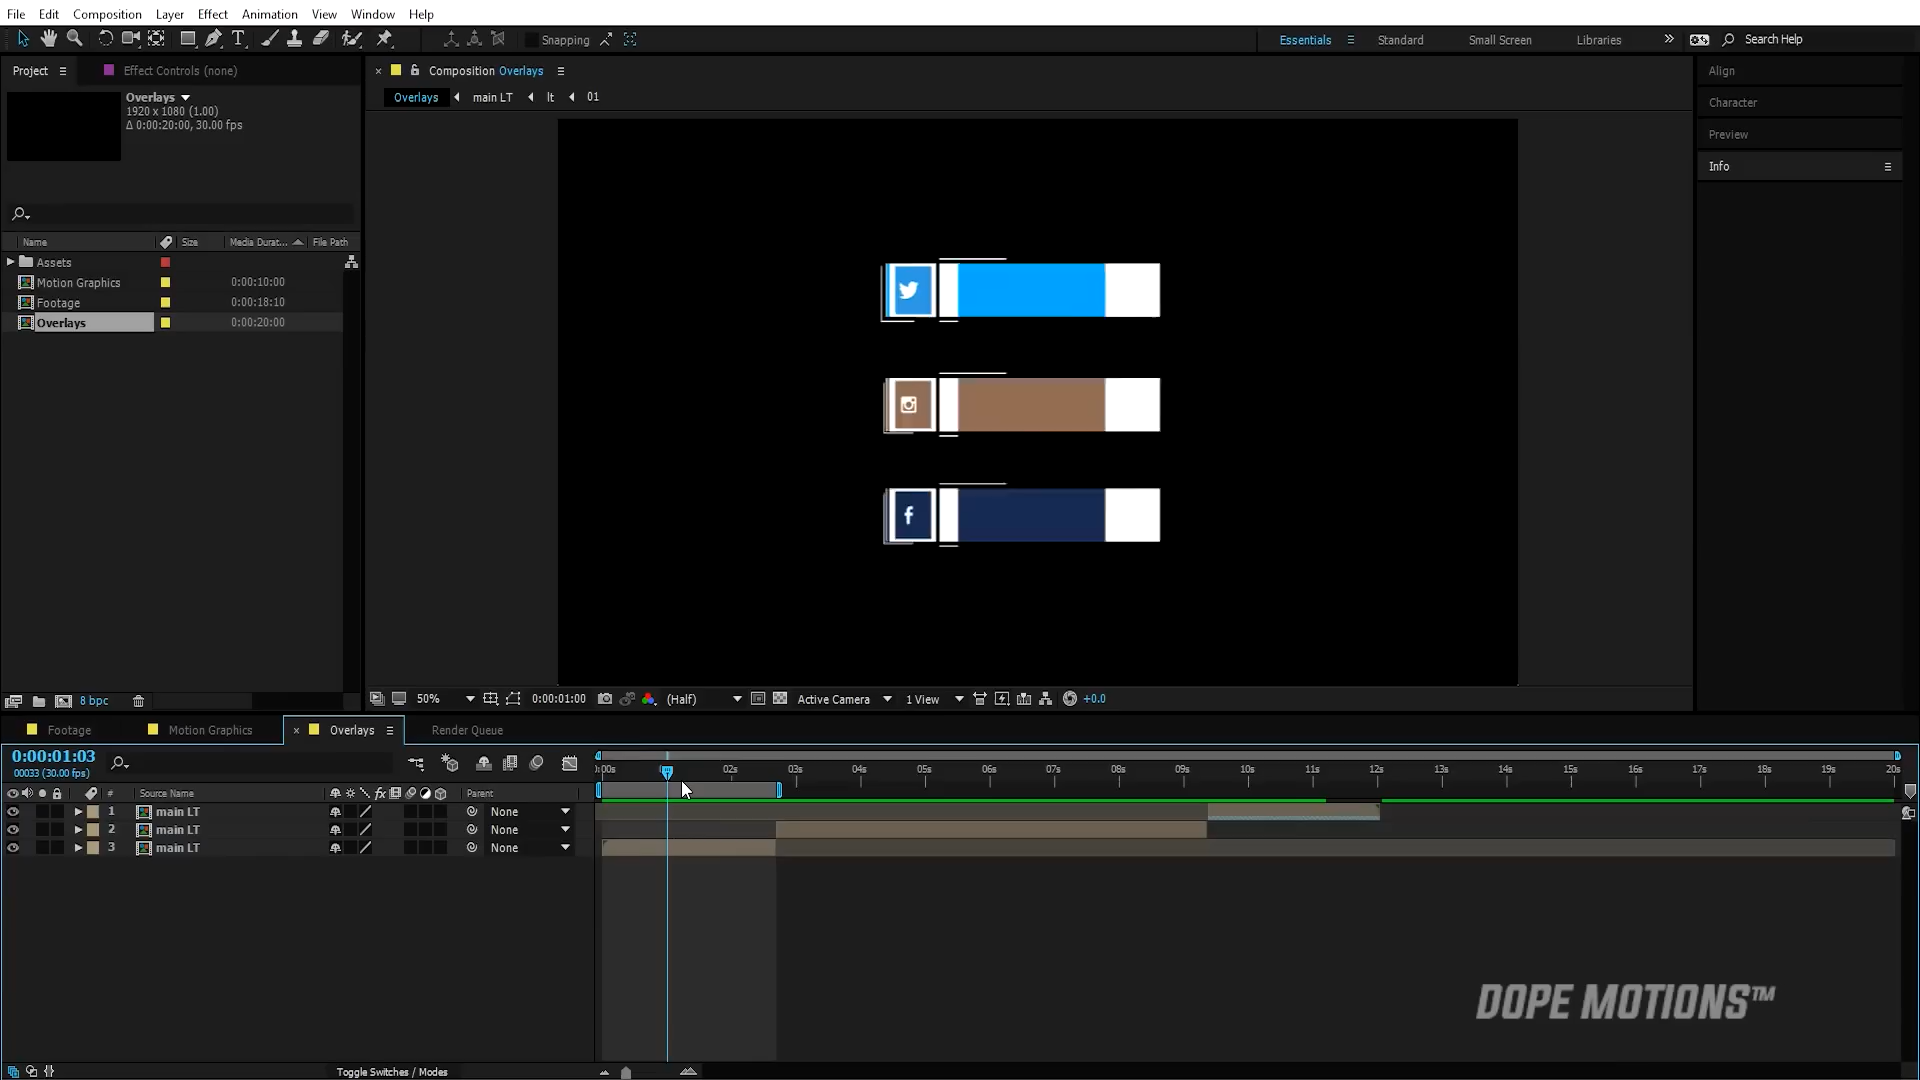 File Edit Composition Layer Effect Animation View Window Help
Snapping
Essentials Standard Small Screen Libraries Search Help
Project Effect Controls (none)
Composition Overlays
Overlays main LT lt 01
Overlays
1920 x 1080 (1.00)
Δ 0:00:20:00, 30.00 fps
Name Size Media Durat... File Path
Assets
Motion Graphics 0:00:10:00
Footage 0:00:18:10
Overlays 0:00:20:00
8 bpc
Align
Character
Preview
Info
50% 0:00:01:00 (Half) Active Camera 1 View +0.0
Footage Motion Graphics Overlays Render Queue
0:00:01:03
00033 (30.00 fps)
# Source Name fx Parent
1 main LT None
2 main LT None
3 main LT None
:00s 02s 03s 04s 05s 06s 07s 08s 09s 10s 11s 12s 13s 14s 15s 16s 17s 18s 19s 20s
DOPE MOTIONS™
Toggle Switches / Modes